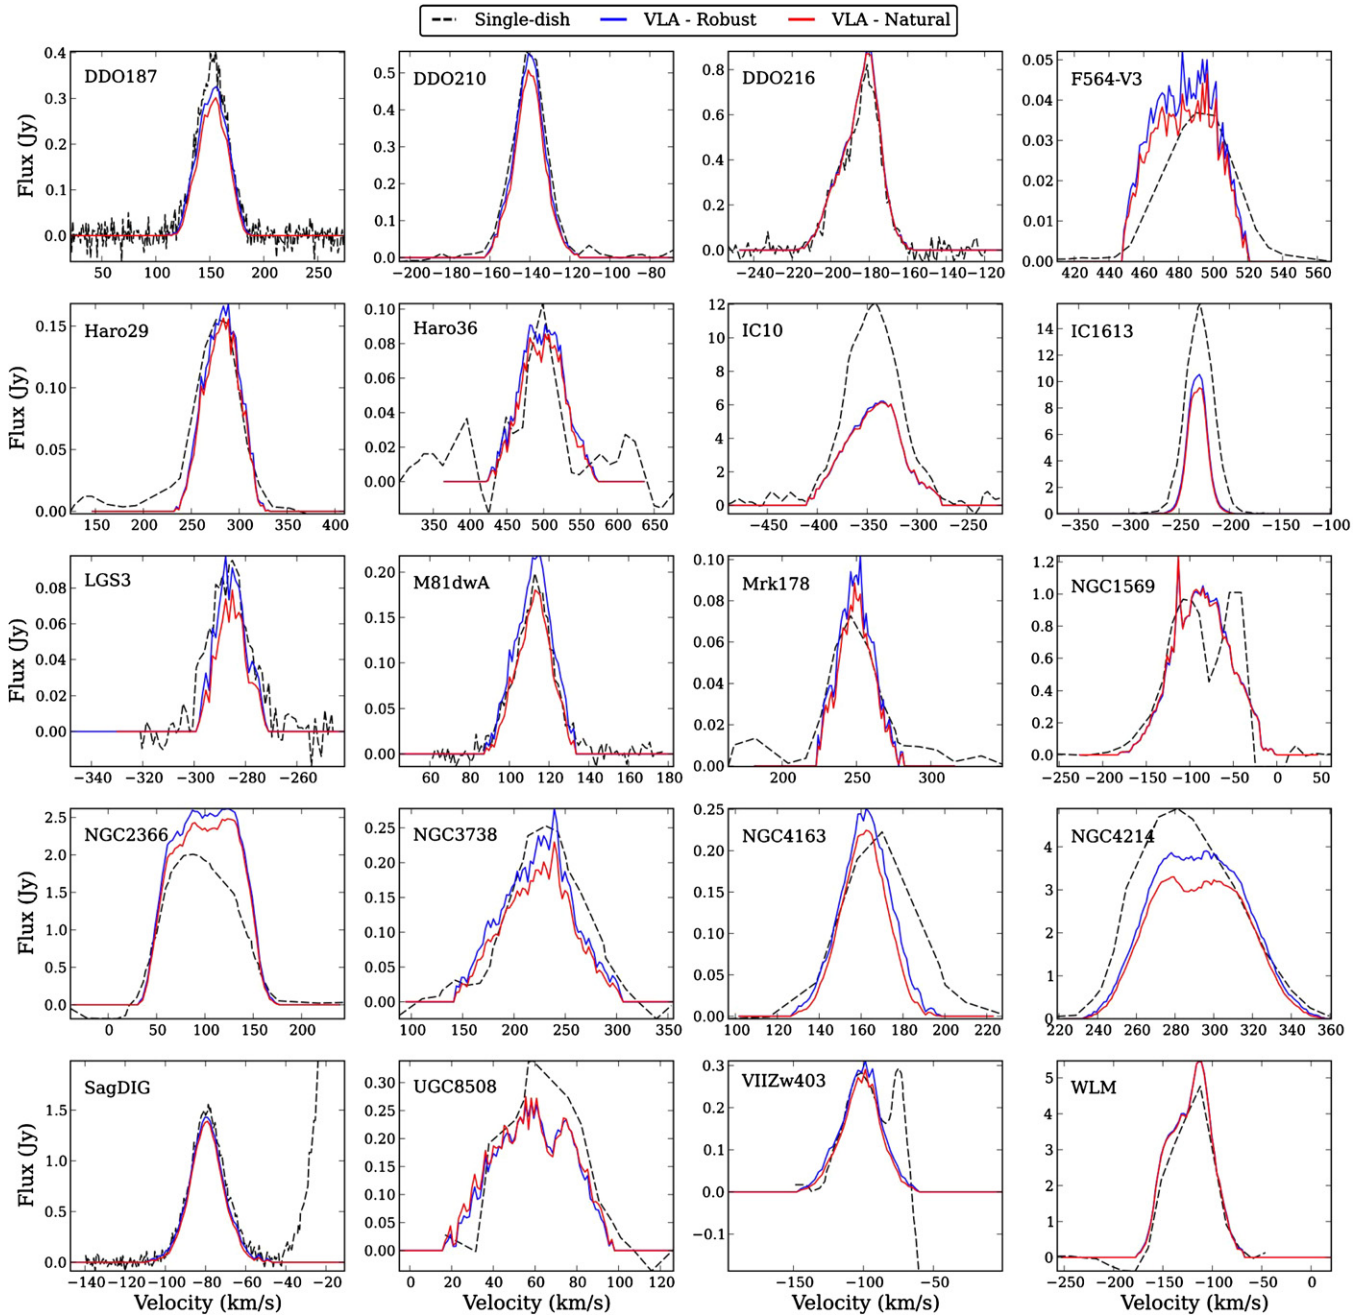 Single-dish VLA - Robust VLA - Natural
DDO187 DDO210 DDO216 F564-V3
Flux (Jy)
0.4 0.3 0.2 0.1 0.0
0.5 0.4 0.3 0.2 0.1 0.0
0.8 0.6 0.4 0.2 0.0
0.05 0.04 0.03 0.02 0.01 0.00
50 100 150 200 250
−200 −180 −160 −140 −120 −100 −80
−240 −220 −200 −180 −160 −140 −120
420 440 460 480 500 520 540 560
Haro29 Haro36 IC10 IC1613
Flux (Jy)
0.15 0.10 0.05 0.00
0.10 0.08 0.06 0.04 0.02 0.00
12 10 8 6 4 2 0
14 12 10 8 6 4 2 0
150 200 250 300 350 400
350 400 450 500 550 600 650
−450 −400 −350 −300 −250
−350 −300 −250 −200 −150 −100
LGS3 M81dwA Mrk178 NGC1569
Flux (Jy)
0.08 0.06 0.04 0.02 0.00
0.20 0.15 0.10 0.05 0.00
0.10 0.08 0.06 0.04 0.02 0.00
1.2 1.0 0.8 0.6 0.4 0.2 0.0
−340 −320 −300 −280 −260
60 80 100 120 140 160 180
200 250 300
−250 −200 −150 −100 −50 0 50
NGC2366 NGC3738 NGC4163 NGC4214
Flux (Jy)
2.5 2.0 1.5 1.0 0.5 0.0
0.25 0.20 0.15 0.10 0.05 0.00
0.25 0.20 0.15 0.10 0.05 0.00
4 3 2 1 0
0 50 100 150 200
100 150 200 250 300 350
100 120 140 160 180 200 220
220 240 260 280 300 320 340 360
SagDIG UGC8508 VIIZw403 WLM
Flux (Jy)
1.5 1.0 0.5 0.0
0.30 0.25 0.20 0.15 0.10 0.05 0.00
0.3 0.2 0.1 0.0 −0.1
5 4 3 2 1 0
−140 −120 −100 −80 −60 −40 −20
0 20 40 60 80 100 120
−150 −100 −50 0
−250 −200 −150 −100 −50 0
Velocity (km/s) Velocity (km/s) Velocity (km/s) Velocity (km/s)